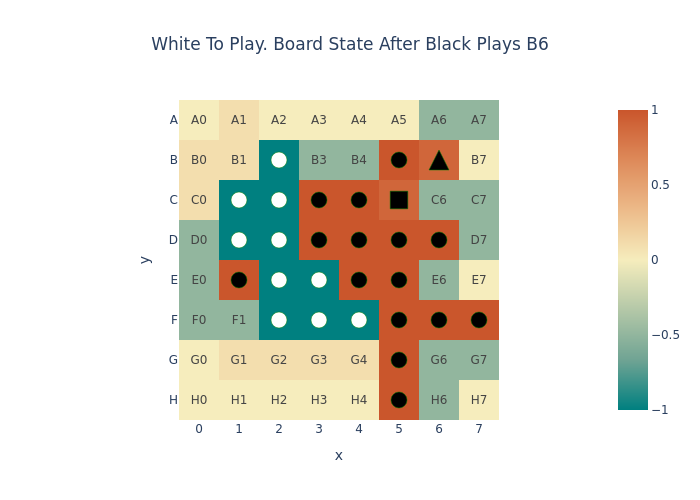 White To Play. Board State After Black Plays B6
A A0 A1 A2 A3 A4 A5 A6 A7
B B0 B1 B3 B4 B7
C C0 C6 C7
D D0 D7
E E0 E6 E7
F F0 F1
G G0 G1 G2 G3 G4 G6 G7
H H0 H1 H2 H3 H4 H6 H7
0 1 2 3 4 5 6 7
x
y
1
0.5
0
−0.5
−1